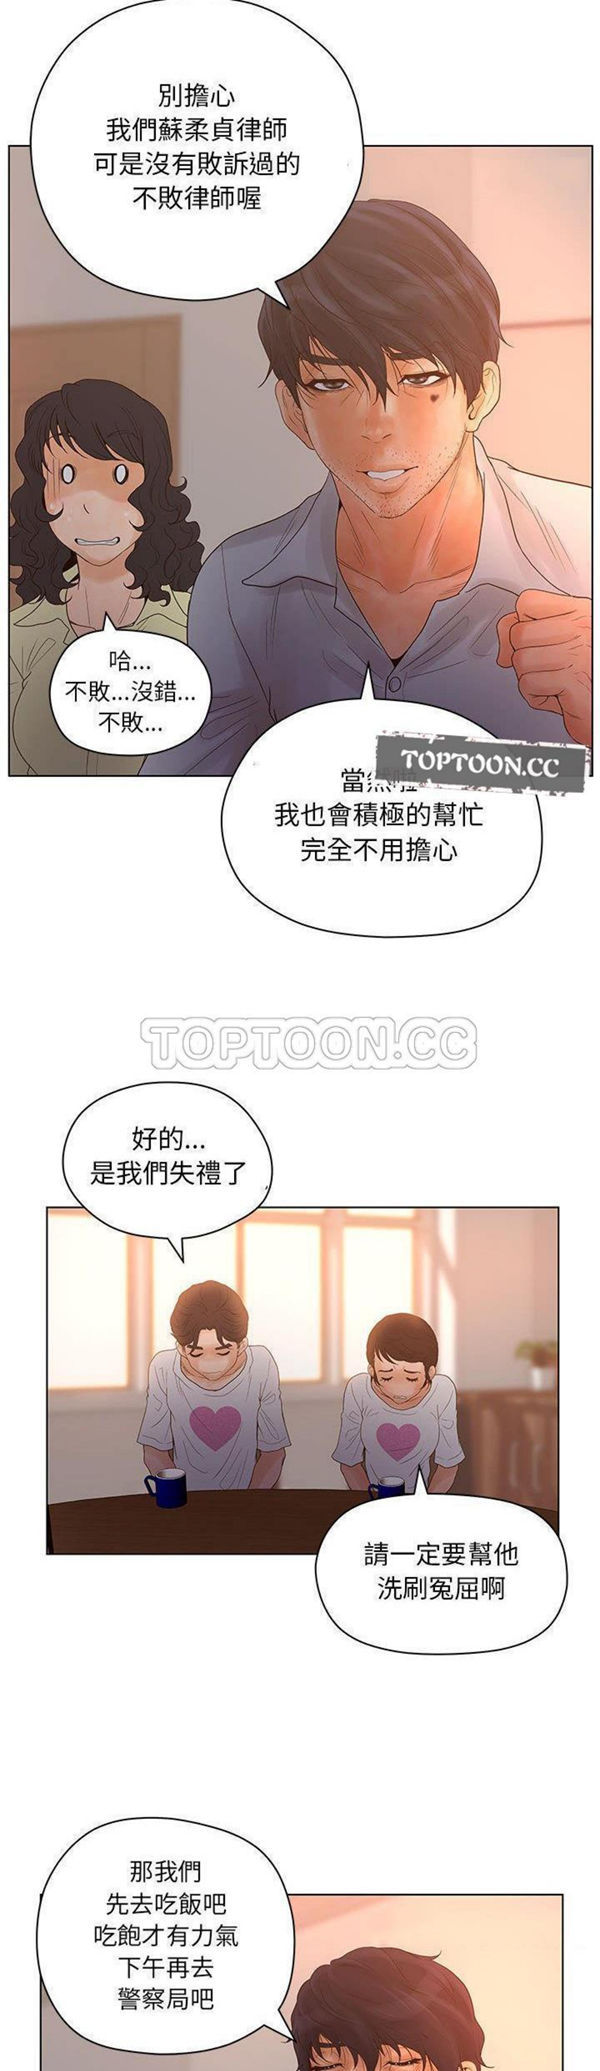 別擔心
我們蘇柔貞律師
可是沒有敗訴過的
不敗律師喔
哈...
不敗...沒錯...
不敗...
TOPTOON.CC
當然啦
我也會積極的幫忙
完全不用擔心
TOPTOON.CC
好的...
是我們失禮了
請一定要幫他
洗刷冤屈啊
那我們
先去吃飯吧
吃飽才有力氣
下午再去
警察局吧